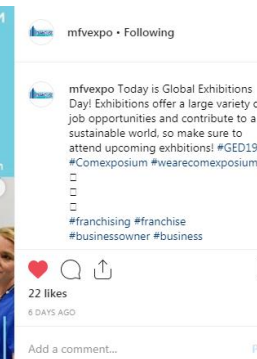 mfvexpo • Following
mfvexpo Today is Global Exhibitions
Day! Exhibitions offer a large variety
job opportunities and contribute to a
sustainable world, so make sure to
attend upcoming exhbitions! #GED19
#Comexposium #wearecomexposium
#franchising #franchise
#businessowner #business
22 likes
6 DAYS AGO
Add a comment...